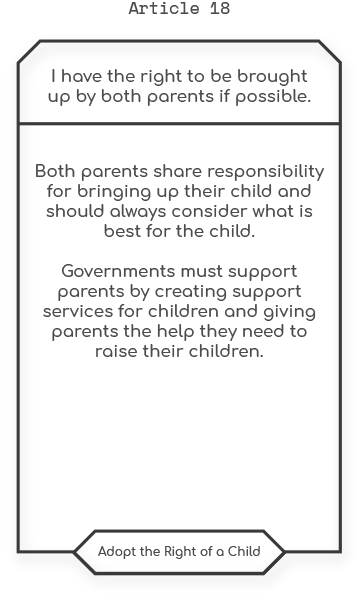 Article 18
I have the right to be brought
up by both parents if possible.
Both parents share responsibility
for bringing up their child and
should always consider what is
best for the child.
Governments must support
parents by creating support
services for children and giving
parents the help they need to
raise their children.
Adopt the Right of a Child